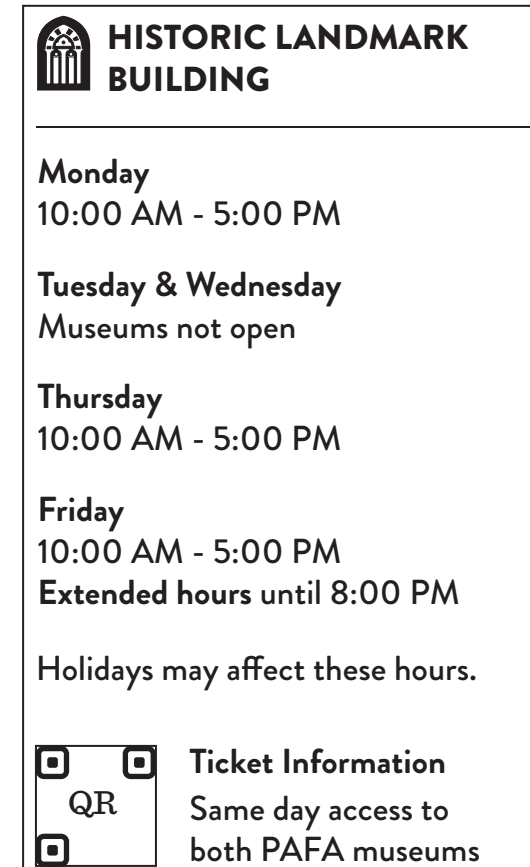 HISTORIC LANDMARK
BUILDING
Monday
10:00 AM - 5:00 PM
Tuesday & Wednesday
Museums not open
Thursday
10:00 AM - 5:00 PM
Friday
10:00 AM - 5:00 PM
Extended hours until 8:00 PM
Holidays may affect these hours.
QR
Ticket Information
Same day access to
both PAFA museums